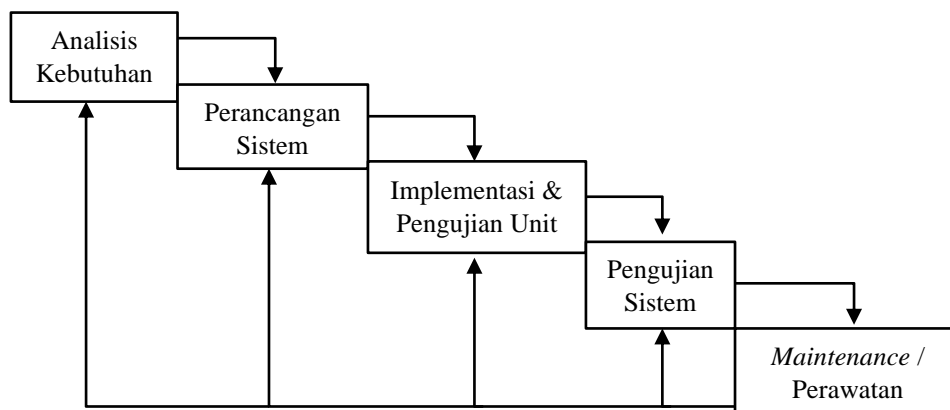 Analisis
Kebutuhan
Perancangan
Sistem
Implementasi &
Pengujian Unit
Pengujian
Sistem
Maintenance /
Perawatan